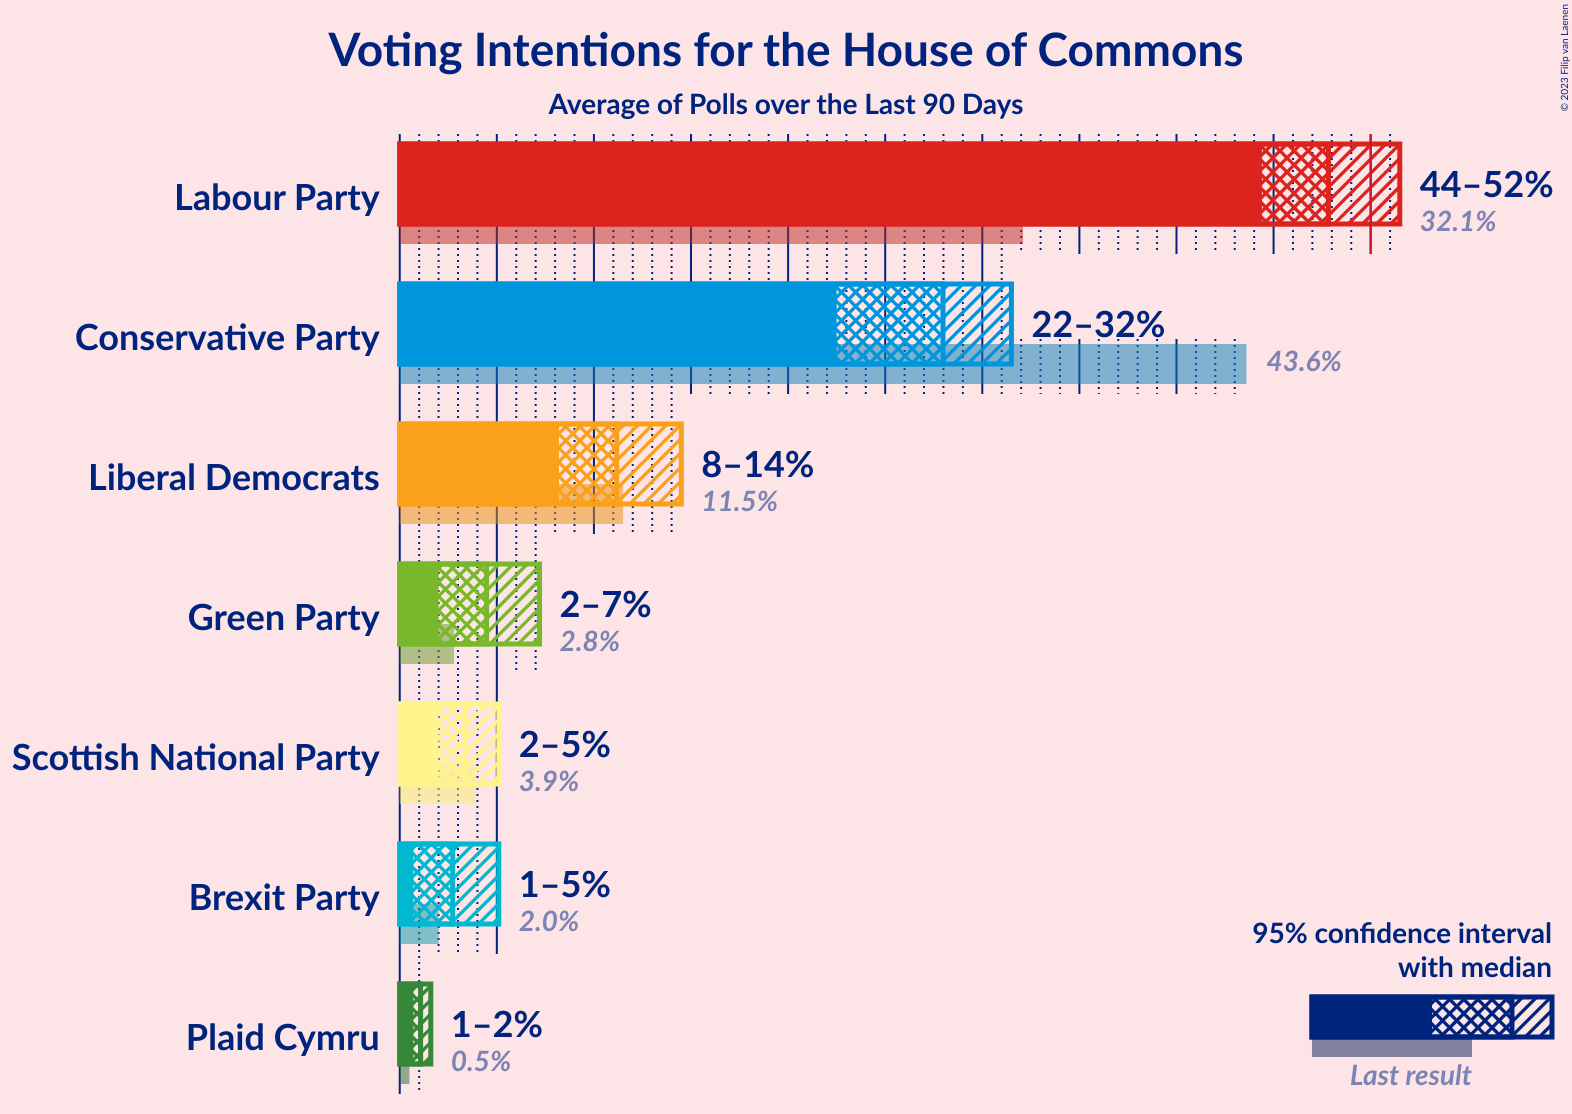 © 2023 Filip van Laenen
Voting Intentions for the House of Commons
Average of Polls over the Last 90 Days
Labour Party
44–52%
32.1%
Conservative Party
22–32%
43.6%
Liberal Democrats
8–14%
11.5%
Green Party
2–7%
2.8%
Scottish National Party
2–5%
3.9%
Brexit Party
1–5%
2.0%
Plaid Cymru
1–2%
0.5%
95% confidence interval
with median
Last result